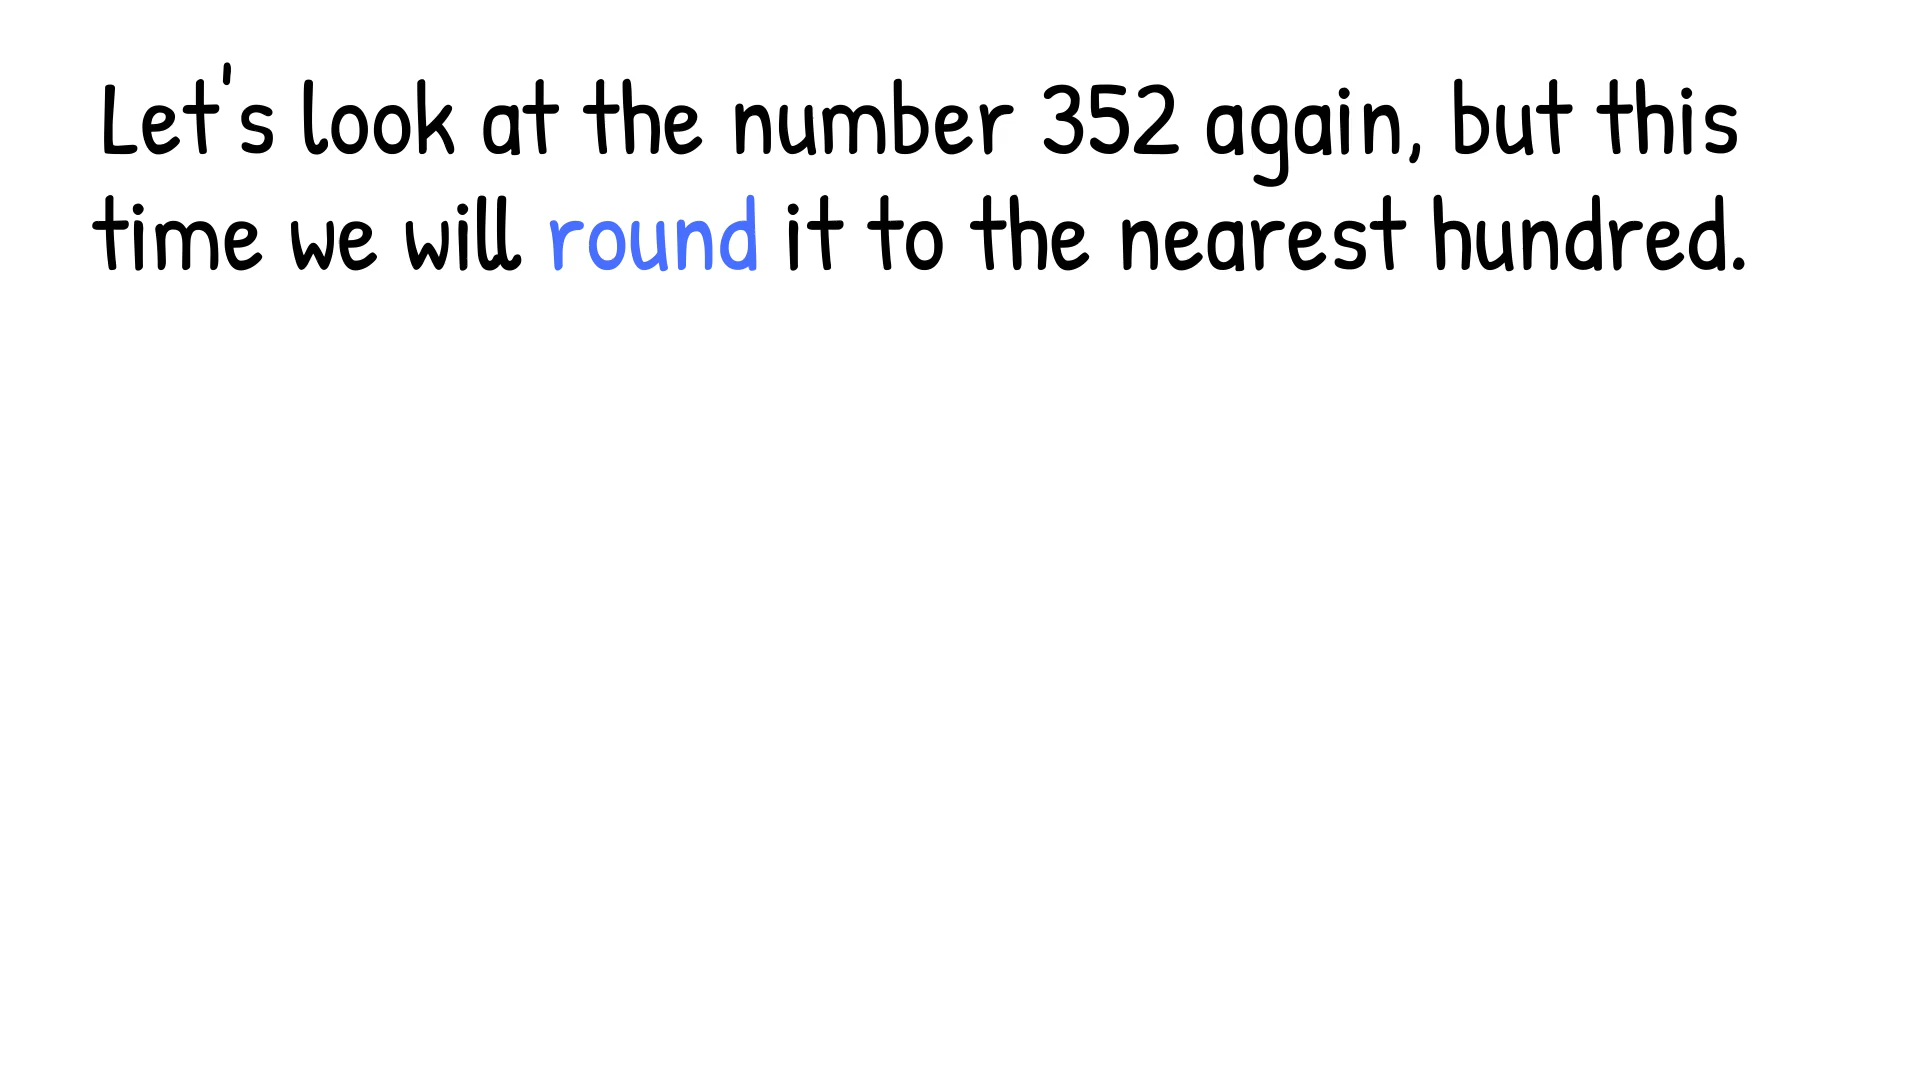 Let's look at the number 352 again, but this
time we will round it to the nearest hundred.